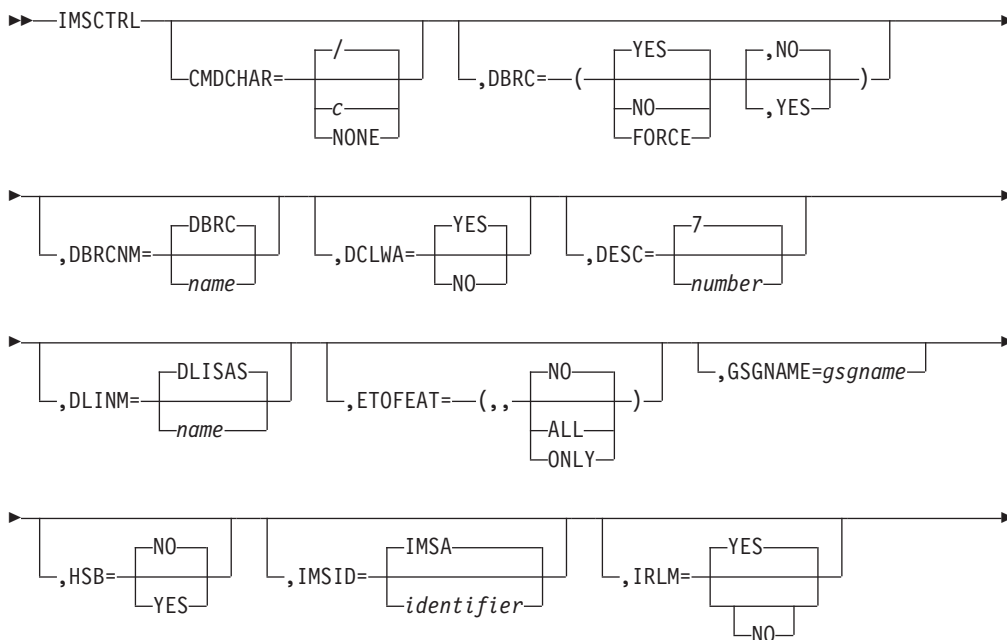 IMSCTRL
CMDCHAR= / c NONE
,DBRC= ( YES NO FORCE ,NO ,YES )
,DBRCNM= DBRC name
,DCLWA= YES NO
,DESC= 7 number
,DLINM= DLISAS name
,ETOFEAT= (,, NO ALL ONLY )
,GSGNAME=gsgname
,HSB= NO YES
,IMSID= IMSA identifier
,IRLM= YES NO